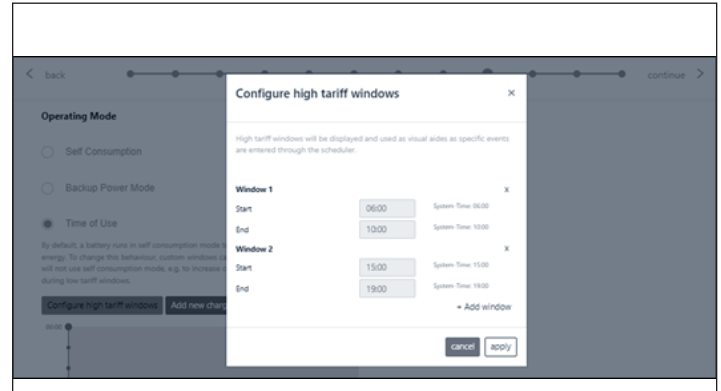 back
continue
Configure high tariff windows
×
Operating Mode
High tariff windows will be displayed and used as visual aides as specific events
are entered through the scheduler.
Self Consumption
Backup Power Mode
Window 1 x
Start 06:00 System-Time: 06:00
End 10:00 System-Time: 10:00
Time of Use
By default, a battery runs in self consumption mode
energy. To change this behaviour, custom windows
will not use self consumption mode, e.g. to increase
during low tariff windows.
Window 2 x
Start 15:00 System-Time: 15:00
End 19:00 System-Time: 19:00
+ Add window
Configure high tariff windows
Add new
00:00
cancel
apply